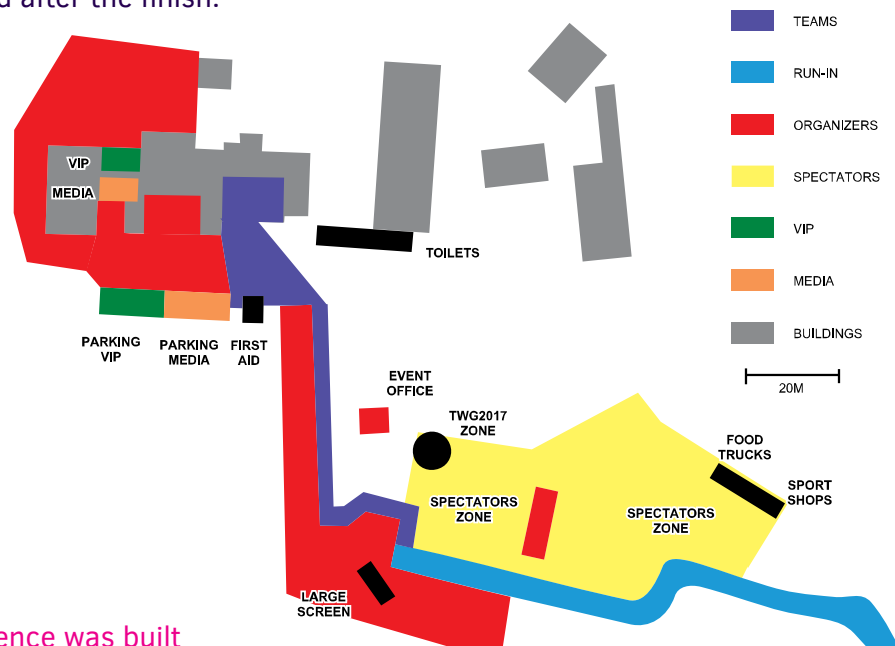 d after the finish.
TEAMS
RUN-IN
ORGANIZERS
SPECTATORS
VIP
MEDIA
BUILDINGS
20M
VIP
MEDIA
TOILETS
PARKING
VIP
PARKING
MEDIA
FIRST
AID
EVENT
OFFICE
TWG2017
ZONE
FOOD
TRUCKS
SPORT
SHOPS
SPECTATORS
ZONE
SPECTATORS
ZONE
LARGE
SCREEN
ence was built